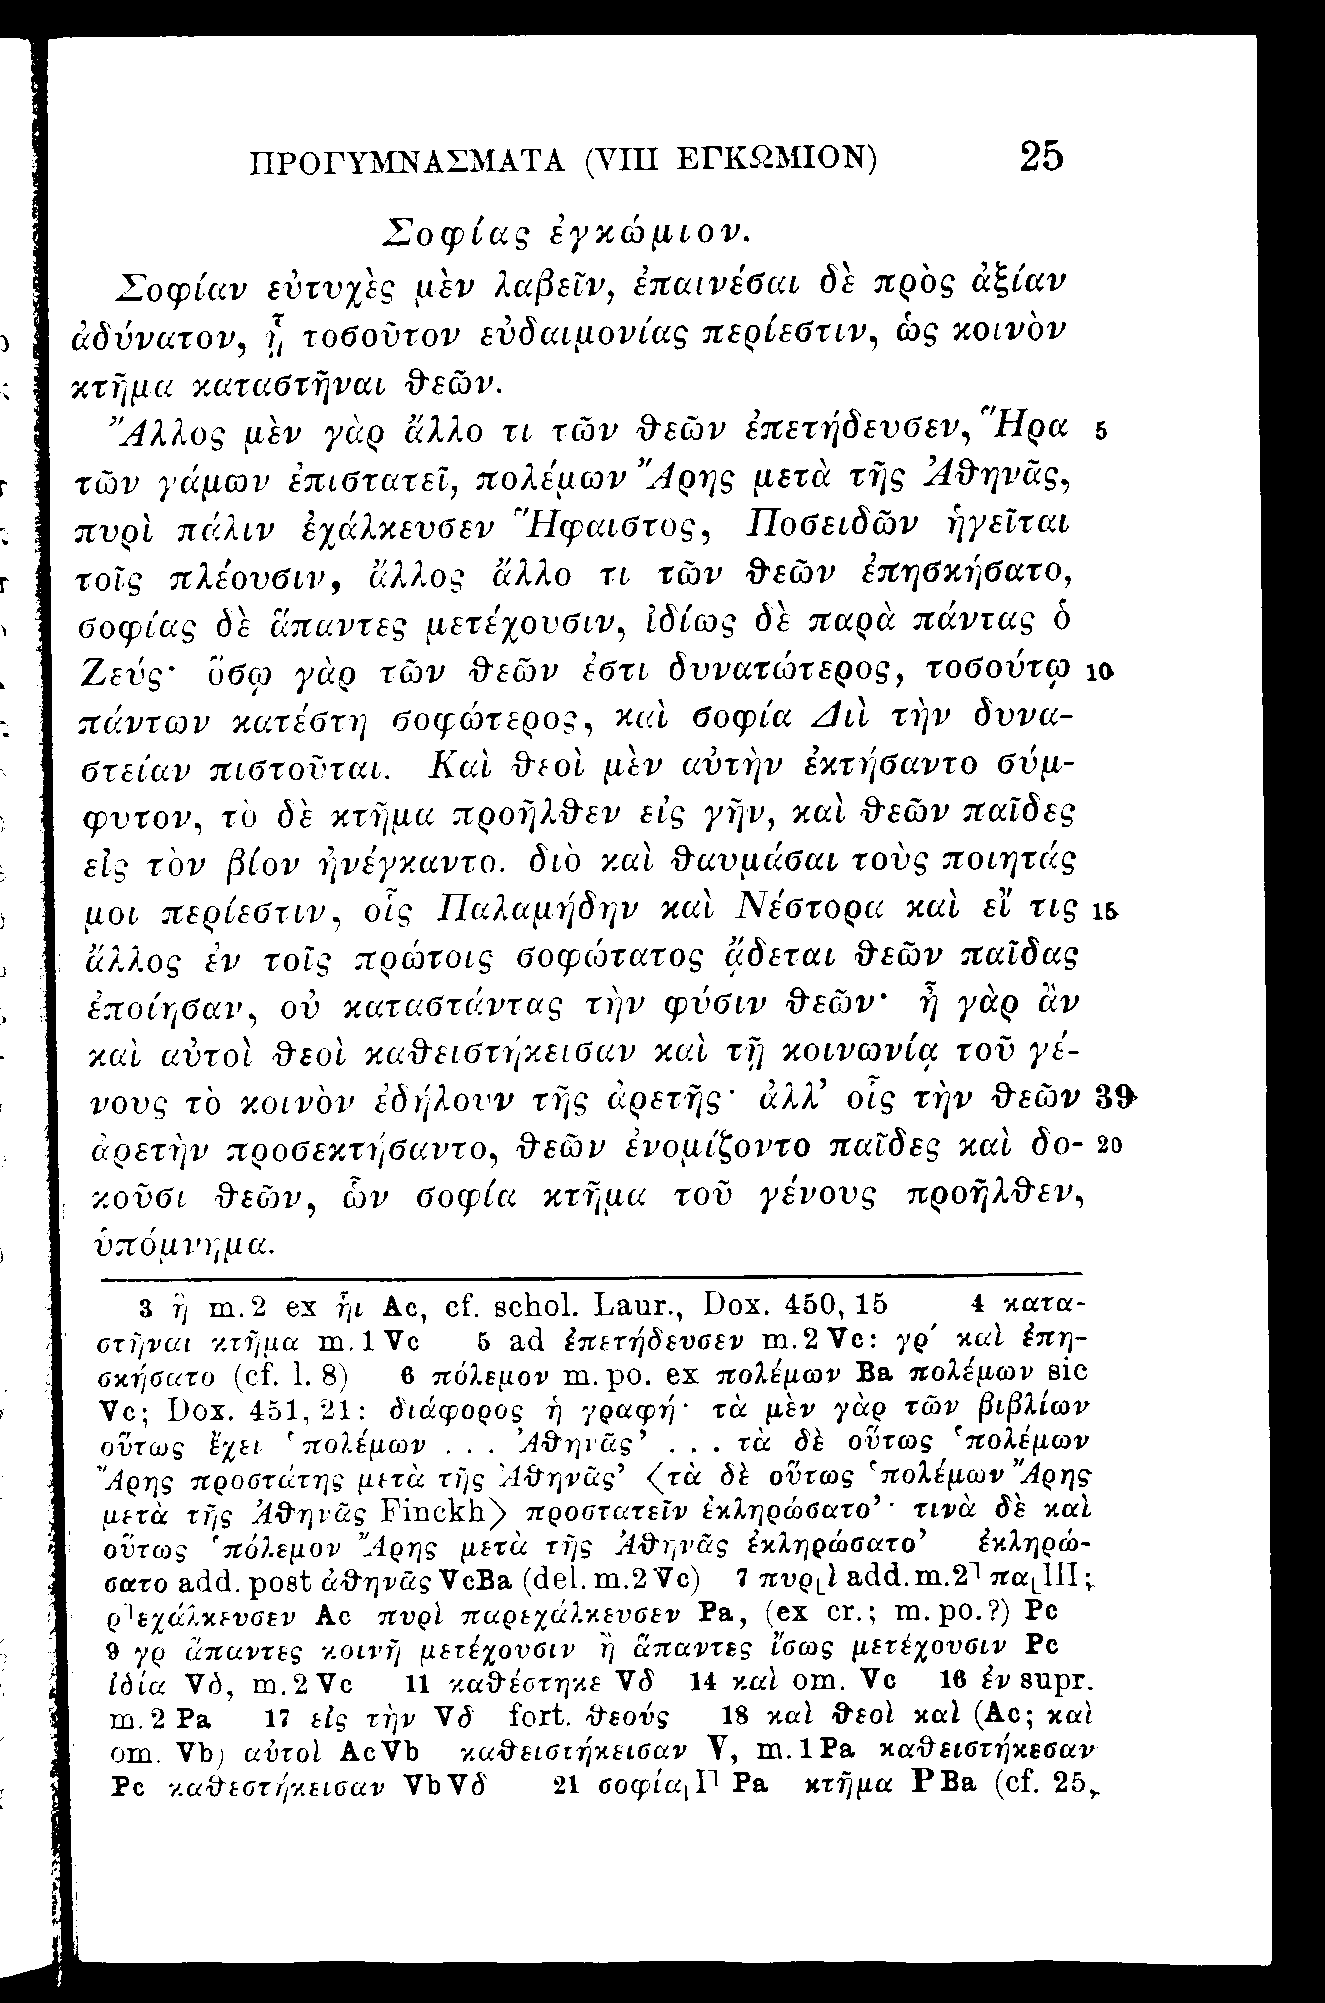 ΠΡΟΓΥΜΝΑΣΜΑΤΑ (VIII ΕΓΚΩΜΙΟΝ) 25
Σοφίας ἐγκώμιον.
Σοφίαν εὐτυχὲς μὲν λαβεῖν, ἐπαινέσαι δὲ πρὸς ἀξίαν
ἀδύνατον, ᾗ τοσοῦτον εὐδαιμονίας περίεστιν, ὡς κοινὸν
κτῆμα καταστῆναι θεῶν.
Ἄλλος μὲν γὰρ ἄλλο τι τῶν θεῶν ἐπετήδευσεν, Ἥρα 5
τῶν γάμων ἐπιστατεῖ, πολέμων Ἄρης μετὰ τῆς Ἀθηνᾶς,
πυρὶ πάλιν ἐχάλκευσεν Ἥφαιστος, Ποσειδῶν ἡγεῖται
τοῖς πλέουσιν, ἄλλος ἄλλο τι τῶν θεῶν ἐπησκήσατο,
σοφίας δὲ ἅπαντες μετέχουσιν, ἰδίως δὲ παρὰ πάντας ὁ
Ζεύς· ὅσῳ γὰρ τῶν θεῶν ἐστι δυνατώτερος, τοσούτῳ 10
πάντων κατέστη σοφώτερος, καὶ σοφία Διὶ τὴν δυνα-
στείαν πιστοῦται. Καὶ θεοὶ μὲν αὐτὴν ἐκτήσαντο σύμ-
φυτον, τὸ δὲ κτῆμα προῆλθεν εἰς γῆν, καὶ θεῶν παῖδες
εἰς τὸν βίον ἠνέγκαντο. διὸ καὶ θαυμάσαι τοὺς ποιητάς
μοι περίεστιν, οἷς Παλαμήδην καὶ Νέστορα καὶ εἴ τις 15
ἄλλος ἐν τοῖς πρώτοις σοφώτατος ᾄδεται θεῶν παῖδας
ἐποίησαν, οὐ καταστάντας τὴν φύσιν θεῶν· ἦ γὰρ ἂν
καὶ αὐτοὶ θεοὶ καθειστήκεισαν καὶ τῇ κοινωνίᾳ τοῦ γέ-
νους τὸ κοινὸν ἐδήλουν τῆς ἀρετῆς· ἀλλ’ οἷς τὴν θεῶν 39
ἀρετὴν προσεκτήσαντο, θεῶν ἐνομίζοντο παῖδες καὶ δο- 20
κοῦσι θεῶν, ὧν σοφία κτῆμα τοῦ γένους προῆλθεν,
ὑπόμνημα.
3 ἢ m. 2 ex ἧι Ac, cf. schol. Laur., Dox. 450, 15 4 κατα-
στῆναι κτῆμα m. 1 Vc 5 ad ἐπετήδευσεν m. 2 Vc: γρ΄ καὶ ἐπη-
σκήσατο (cf. l. 8) 6 πόλεμον m. po. ex πολέμων Ba πολέμων sic
Vc; Dox. 451, 21: διάφορος ἡ γραφή· τὰ μὲν γὰρ τῶν βιβλίων
οὕτως ἔχει ‘πολέμων . . . Ἀθηνᾶς’ . . . τὰ δὲ οὕτως ‘πολέμων
Ἄρης προστάτης μετὰ τῆς Ἀθηνᾶς’ ⟨τὰ δὲ οὕτως ‘πολέμων Ἄρης
μετὰ τῆς Ἀθηνᾶς Finckh⟩ προστατεῖν ἐκληρώσατο’· τινὰ δὲ καὶ
οὕτως ‘πόλεμον Ἄρης μετὰ τῆς Ἀθηνᾶς ἐκληρώσατο’ ἐκληρώ-
σατο add. post ἀθηνᾶς VcBa (del. m. 2 Vc) 7 πυρ⌊ὶ add. m. 2⌉ πα⌊III;
ρ⌉εχάλκευσεν Ac πυρὶ παρεχάλκευσεν Pa, (ex cr.; m. po.?) Pc
9 γρ ἅπαντες κοινῇ μετέχουσιν ἢ ἅπαντες ἴσως μετέχουσιν Pc
ἰδία Vδ, m. 2 Vc 11 καθέστηκε Vδ 14 καὶ om. Vc 16 ἐν supr.
m. 2 Pa 17 εἰς τὴν Vδ fort. θεούς 18 καὶ θεοὶ καὶ (Ac; καὶ
om. Vb) αὐτοὶ AcVb καθειστήκεισαν V, m. 1 Pa καθειστήκεσαν
Pc καθεστήκεισαν VbVδ 21 σοφία⌊I⌉ Pa κτῆμα PBa (cf. 25,